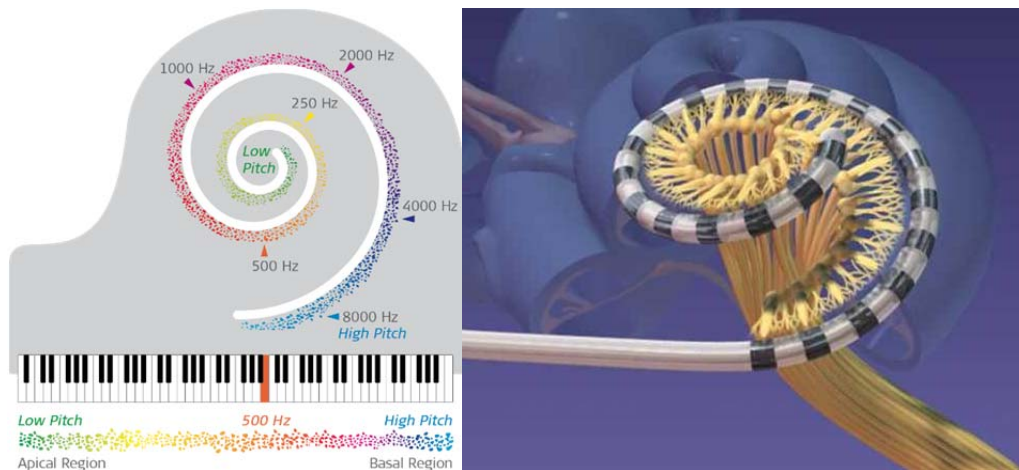 2000 Hz
1000 Hz
250 Hz
Low
Pitch
4000 Hz
500 Hz
8000 Hz
High Pitch
Low Pitch 500 Hz High Pitch
Apical Region Basal Region